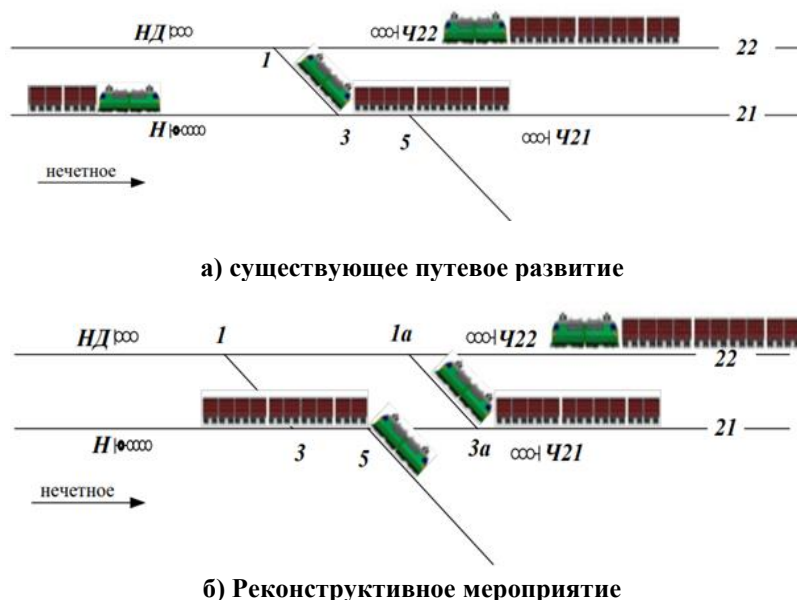 НД Ч22
1 22
21
Н 3 5 Ч21
нечетное
а) существующее путевое развитие
НД 1 1а Ч22
22
21
Н 3 5 3а Ч21
нечетное
б) Реконструктивное мероприятие